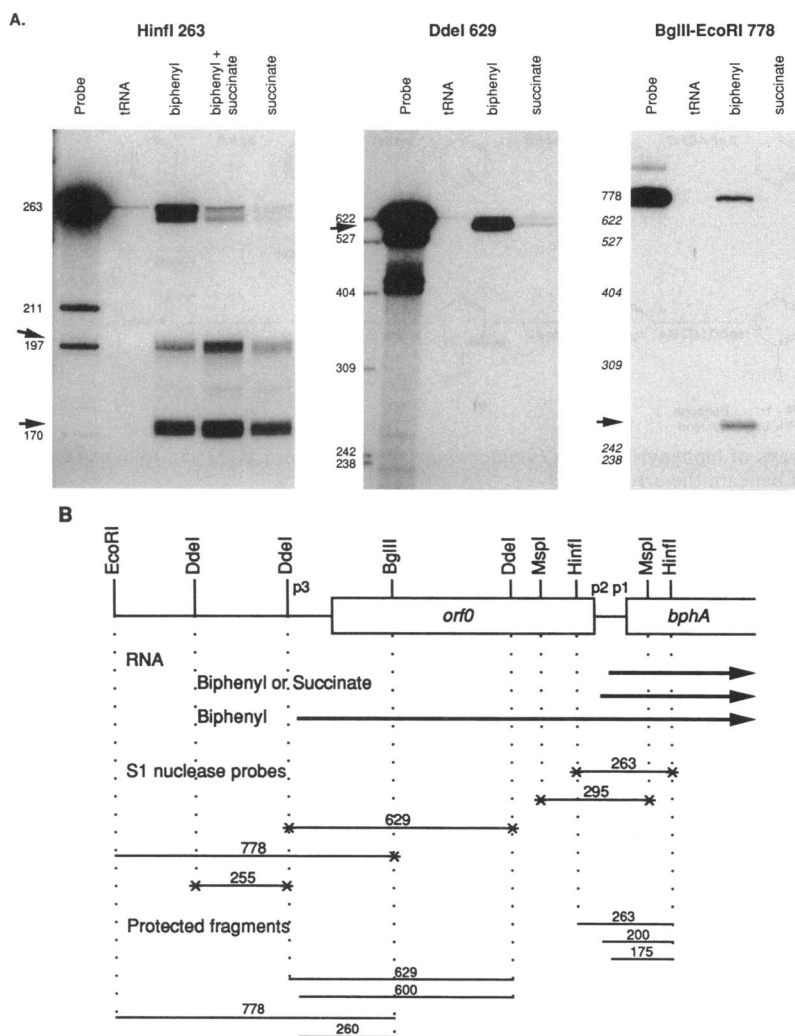 A.
HinfI 263
DdeI 629
BglII-EcoRI 778
Probe
tRNA
biphenyl
biphenyl +
succinate
succinate
Probe
tRNA
biphenyl
succinate
Probe
tRNA
biphenyl
succinate
263
211
197
170
622
527
404
309
242
238
778
622
527
404
309
242
238
B
EcoRI
DdeI
DdeI
p3
BglII
DdeI
MspI
HinfI
p2 p1
MspI
HinfI
orf0
bphA
RNA
Biphenyl or Succinate
Biphenyl
S1 nuclease probes
263
295
629
778
255
Protected fragments
263
200
175
629
600
778
260